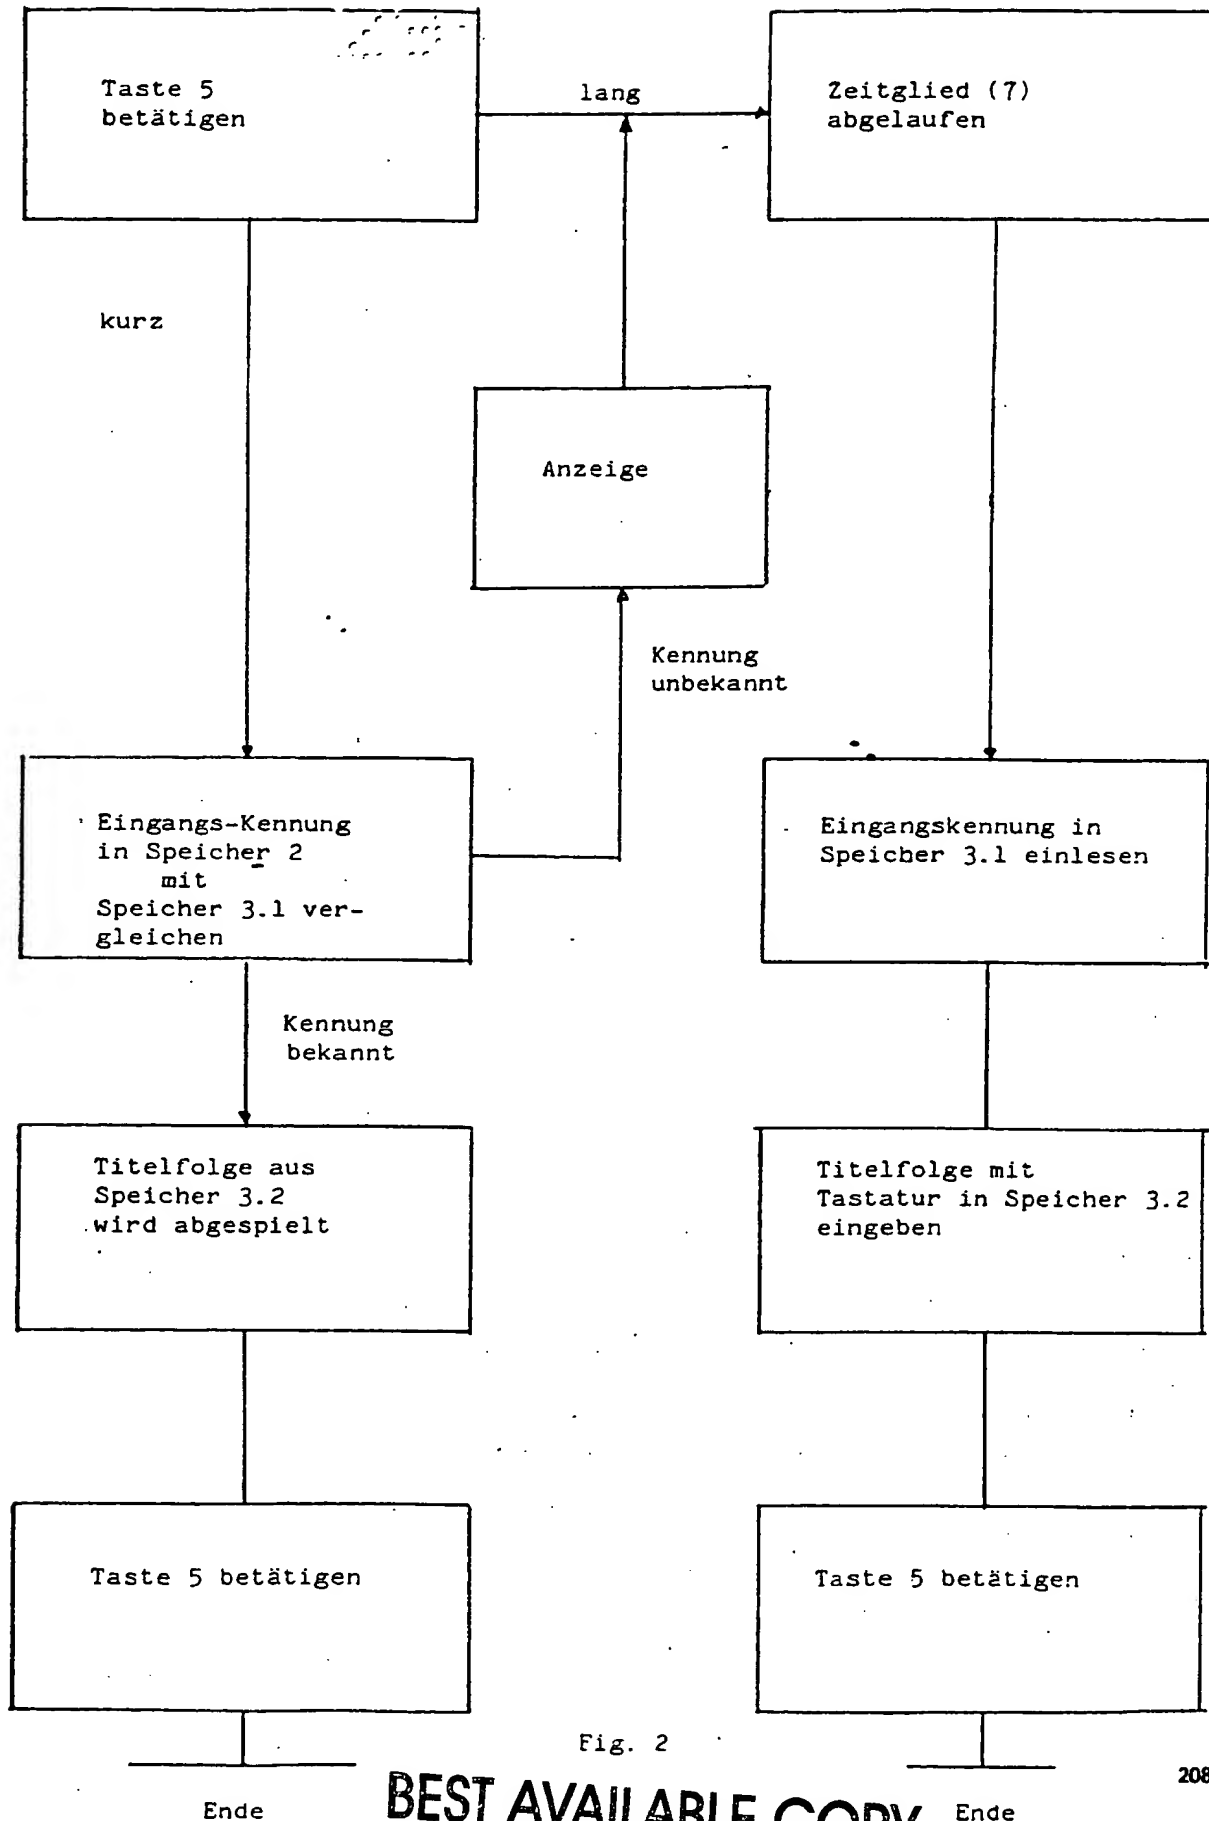 Taste 5
betätigen
lang
Zeitglied (7)
abgelaufen
kurz
Anzeige
Kennung
unbekannt
Eingangs-Kennung
in Speicher 2
mit
Speicher 3.1 ver-
gleichen
Eingangskennung in
Speicher 3.1 einlesen
Kennung
bekannt
Titelfolge aus
Speicher 3.2
wird abgespielt
Titelfolge mit
Tastatur in Speicher 3.2
eingeben
Taste 5 betätigen
Taste 5 betätigen
Fig. 2
208
Ende
BEST AVAILABLE COPY
Ende